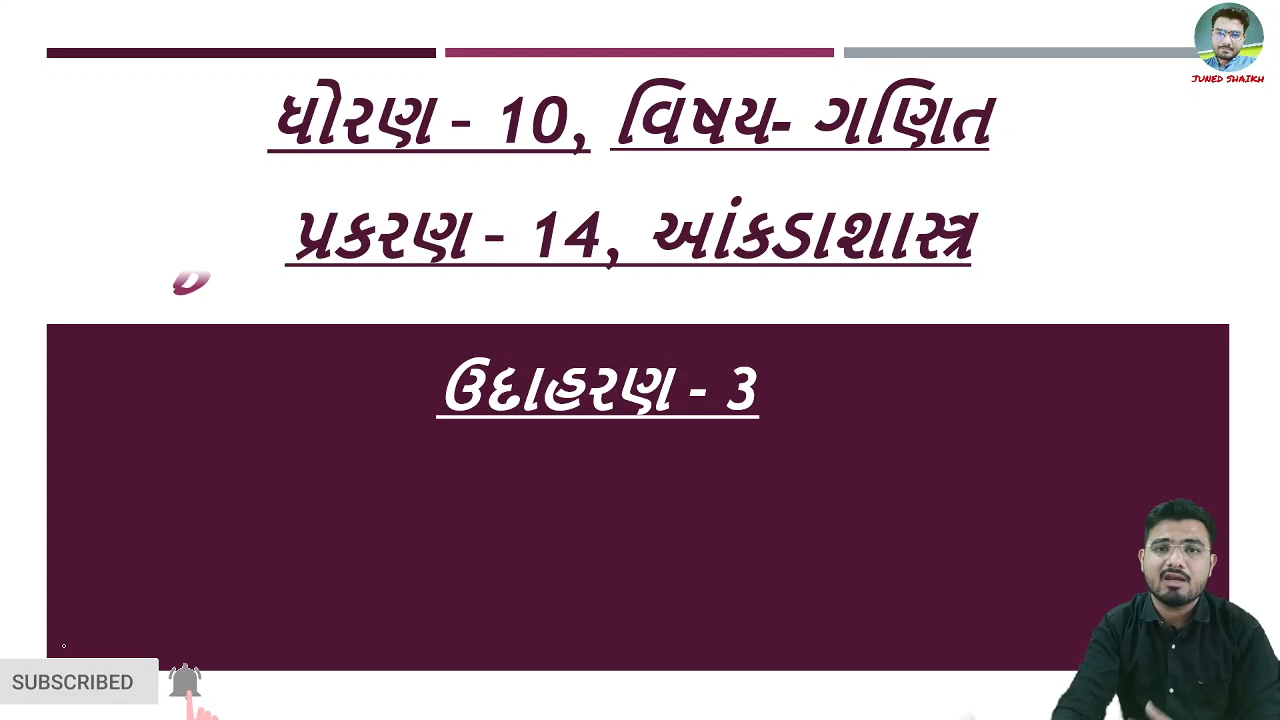 JUNED SHAIKH
ધોરણ - 10, વિષય- ગણિત
પ્રકરણ - 14, આંકડાશાસ્ત્ર
ઉદાહરણ - 3
SUBSCRIBED